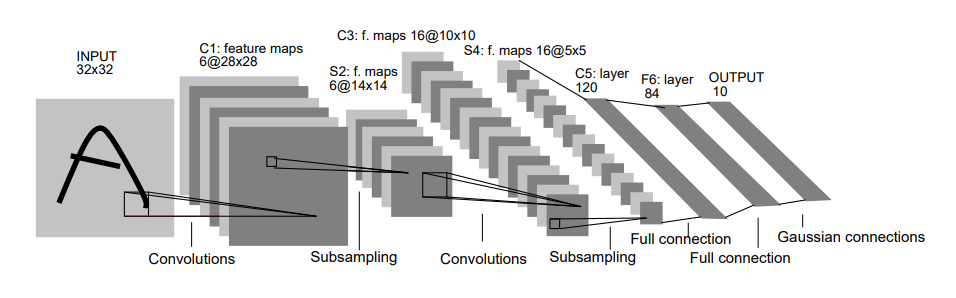 INPUT
32x32
C1: feature maps
6@28x28
S2: f. maps
6@14x14
C3: f. maps 16@10x10
S4: f. maps 16@5x5
C5: layer
120
F6: layer
84
OUTPUT
10
Convolutions
Subsampling
Convolutions
Subsampling
Full connection
Full connection
Gaussian connections